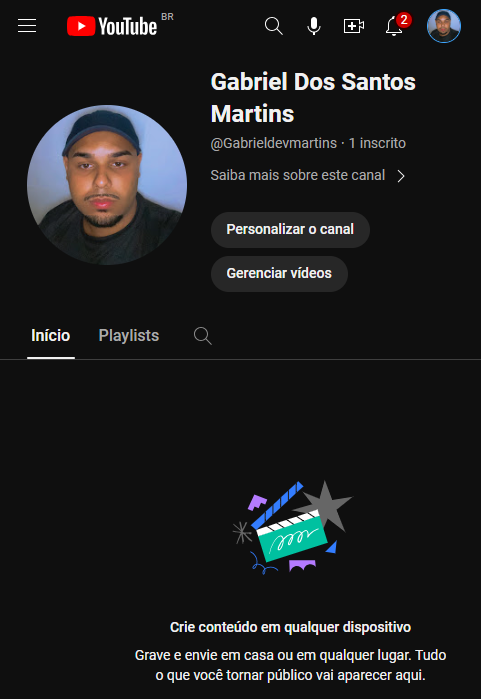 YouTube BR
2
Gabriel Dos Santos
Martins
@Gabrieldevmartins · 1 inscrito
Saiba mais sobre este canal
Personalizar o canal
Gerenciar vídeos
Início Playlists
Crie conteúdo em qualquer dispositivo
Grave e envie em casa ou em qualquer lugar. Tudo
o que você tornar público vai aparecer aqui.